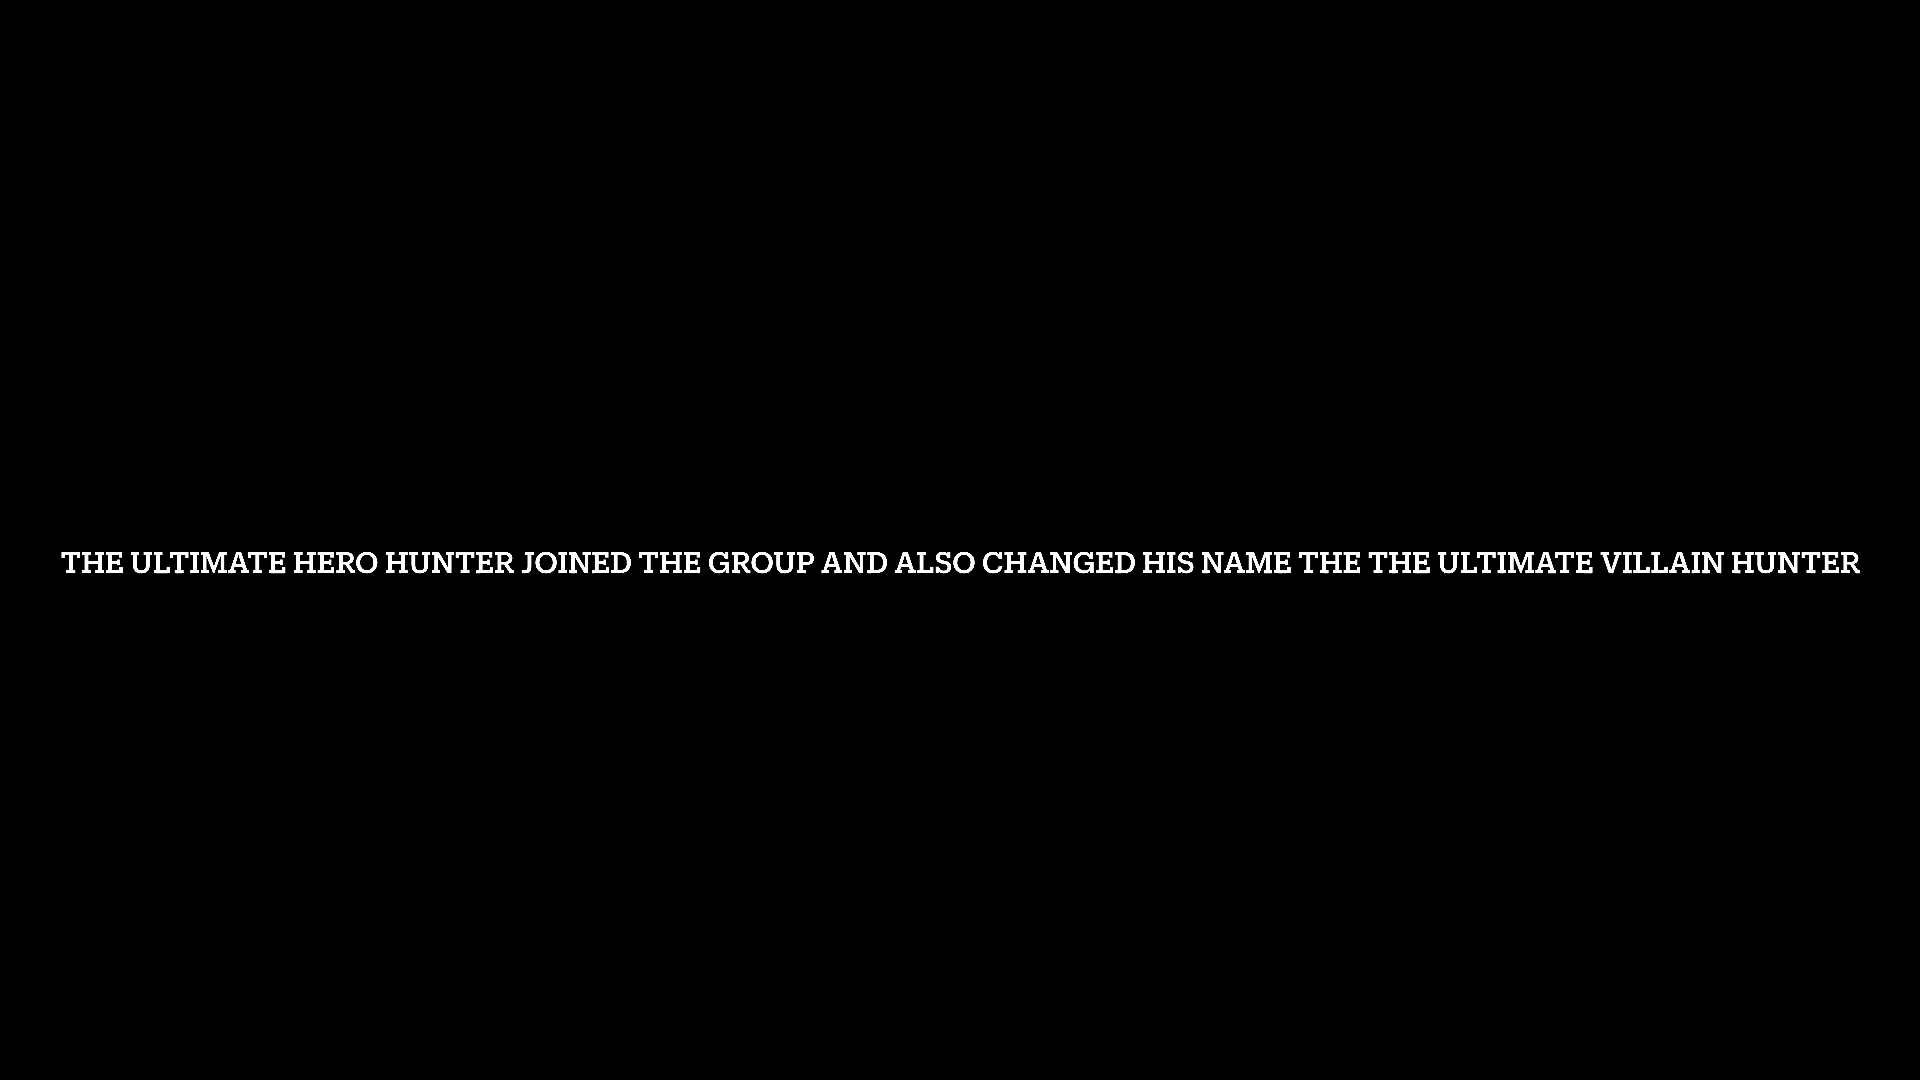 THE ULTIMATE HERO HUNTER JOINED THE GROUP AND ALSO CHANGED HIS NAME THE THE ULTIMATE VILLAIN HUNTER